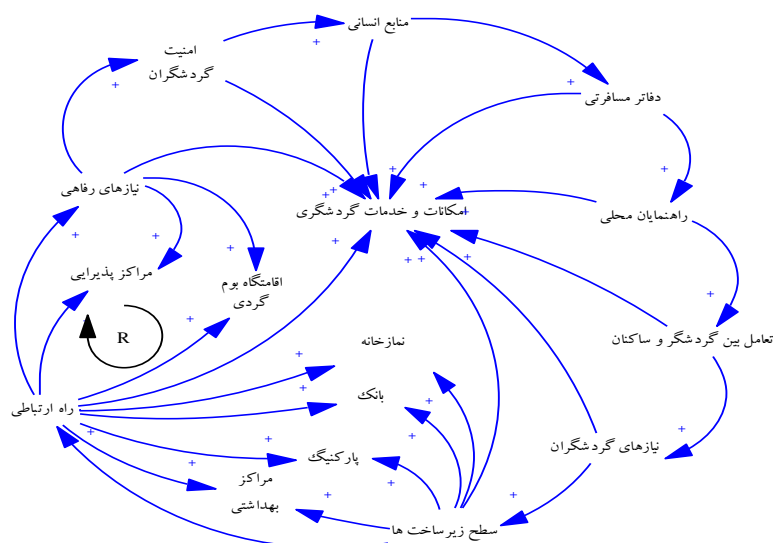 منابع انسانی
امنیت
گردشگران
دفاتر مسافرتی
نیازهای رفاهی
امکانات و خدمات گردشگری
راهنمایان محلی
مراکز پذیرایی
اقامتگاه بوم
گردی
R
نمازخانه
تعامل بین گردشگر و ساکنان
بانک
راه ارتباطی
پارکنیگ
نیازهای گردشگران
مراکز
بهداشتی
سطح زیرساخت ها